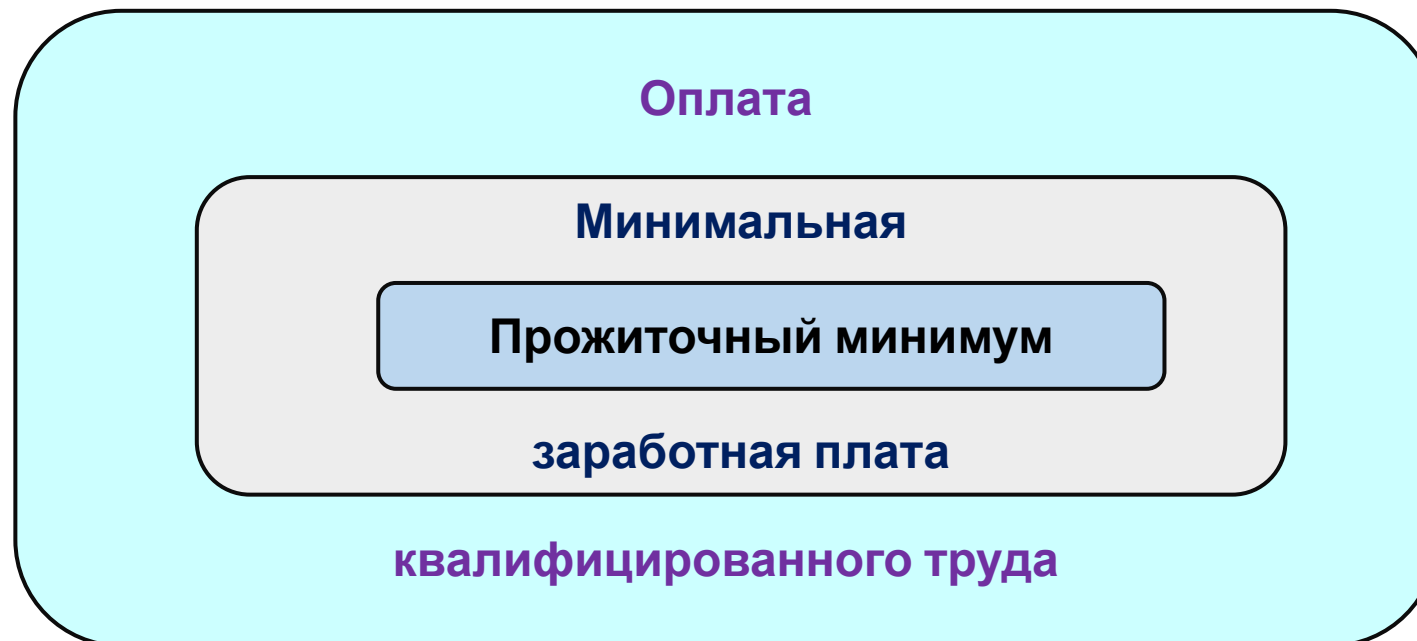 Оплата
Минимальная
Прожиточный минимум
заработная плата
квалифицированного труда